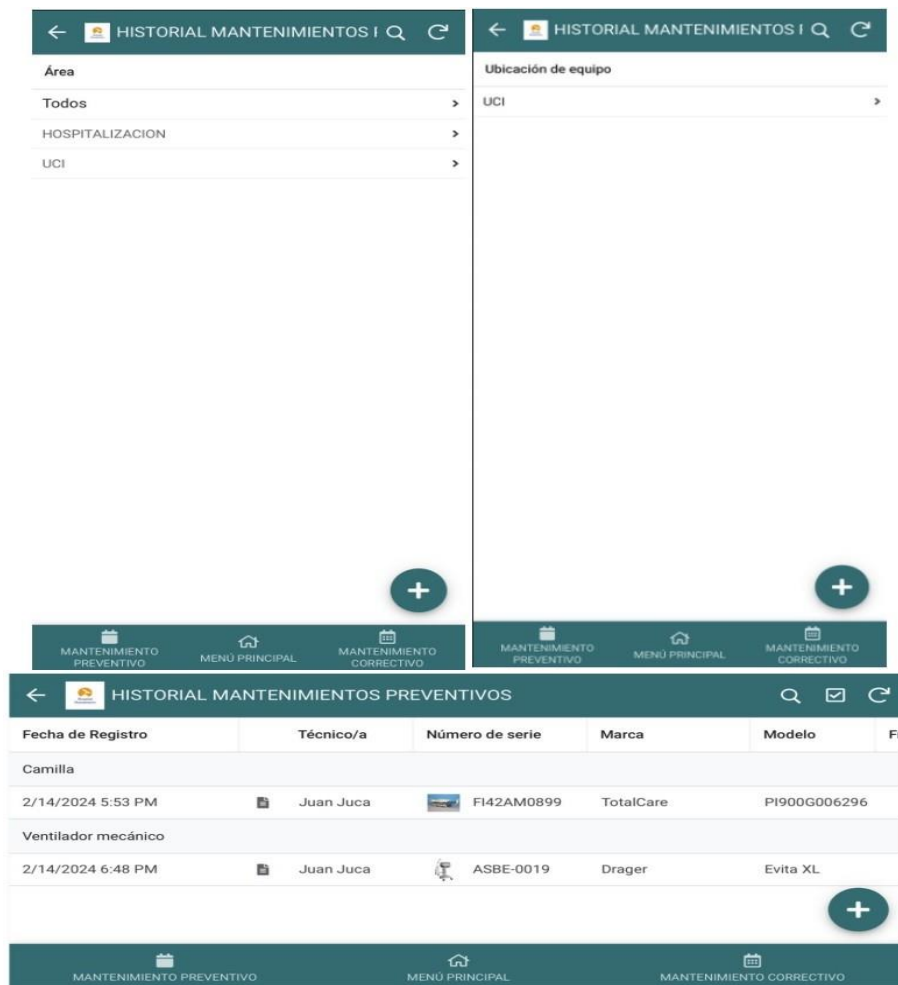 HISTORIAL MANTENIMIENTOS P
Área
Todos
HOSPITALIZACION
UCI
MANTENIMIENTO
PREVENTIVO
MENÚ PRINCIPAL
MANTENIMIENTO
CORRECTIVO
HISTORIAL MANTENIMIENTOS P
Ubicación de equipo
UCI
MANTENIMIENTO
PREVENTIVO
MENÚ PRINCIPAL
MANTENIMIENTO
CORRECTIVO
HISTORIAL MANTENIMIENTOS PREVENTIVOS
Fecha de Registro Técnico/a Número de serie Marca Modelo
Camilla
2/14/2024 5:53 PM Juan Juca FI42AM0899 TotalCare PI900G006296
Ventilador mecánico
2/14/2024 6:48 PM Juan Juca ASBE-0019 Drager Evita XL
MANTENIMIENTO PREVENTIVO MENÚ PRINCIPAL MANTENIMIENTO CORRECTIVO